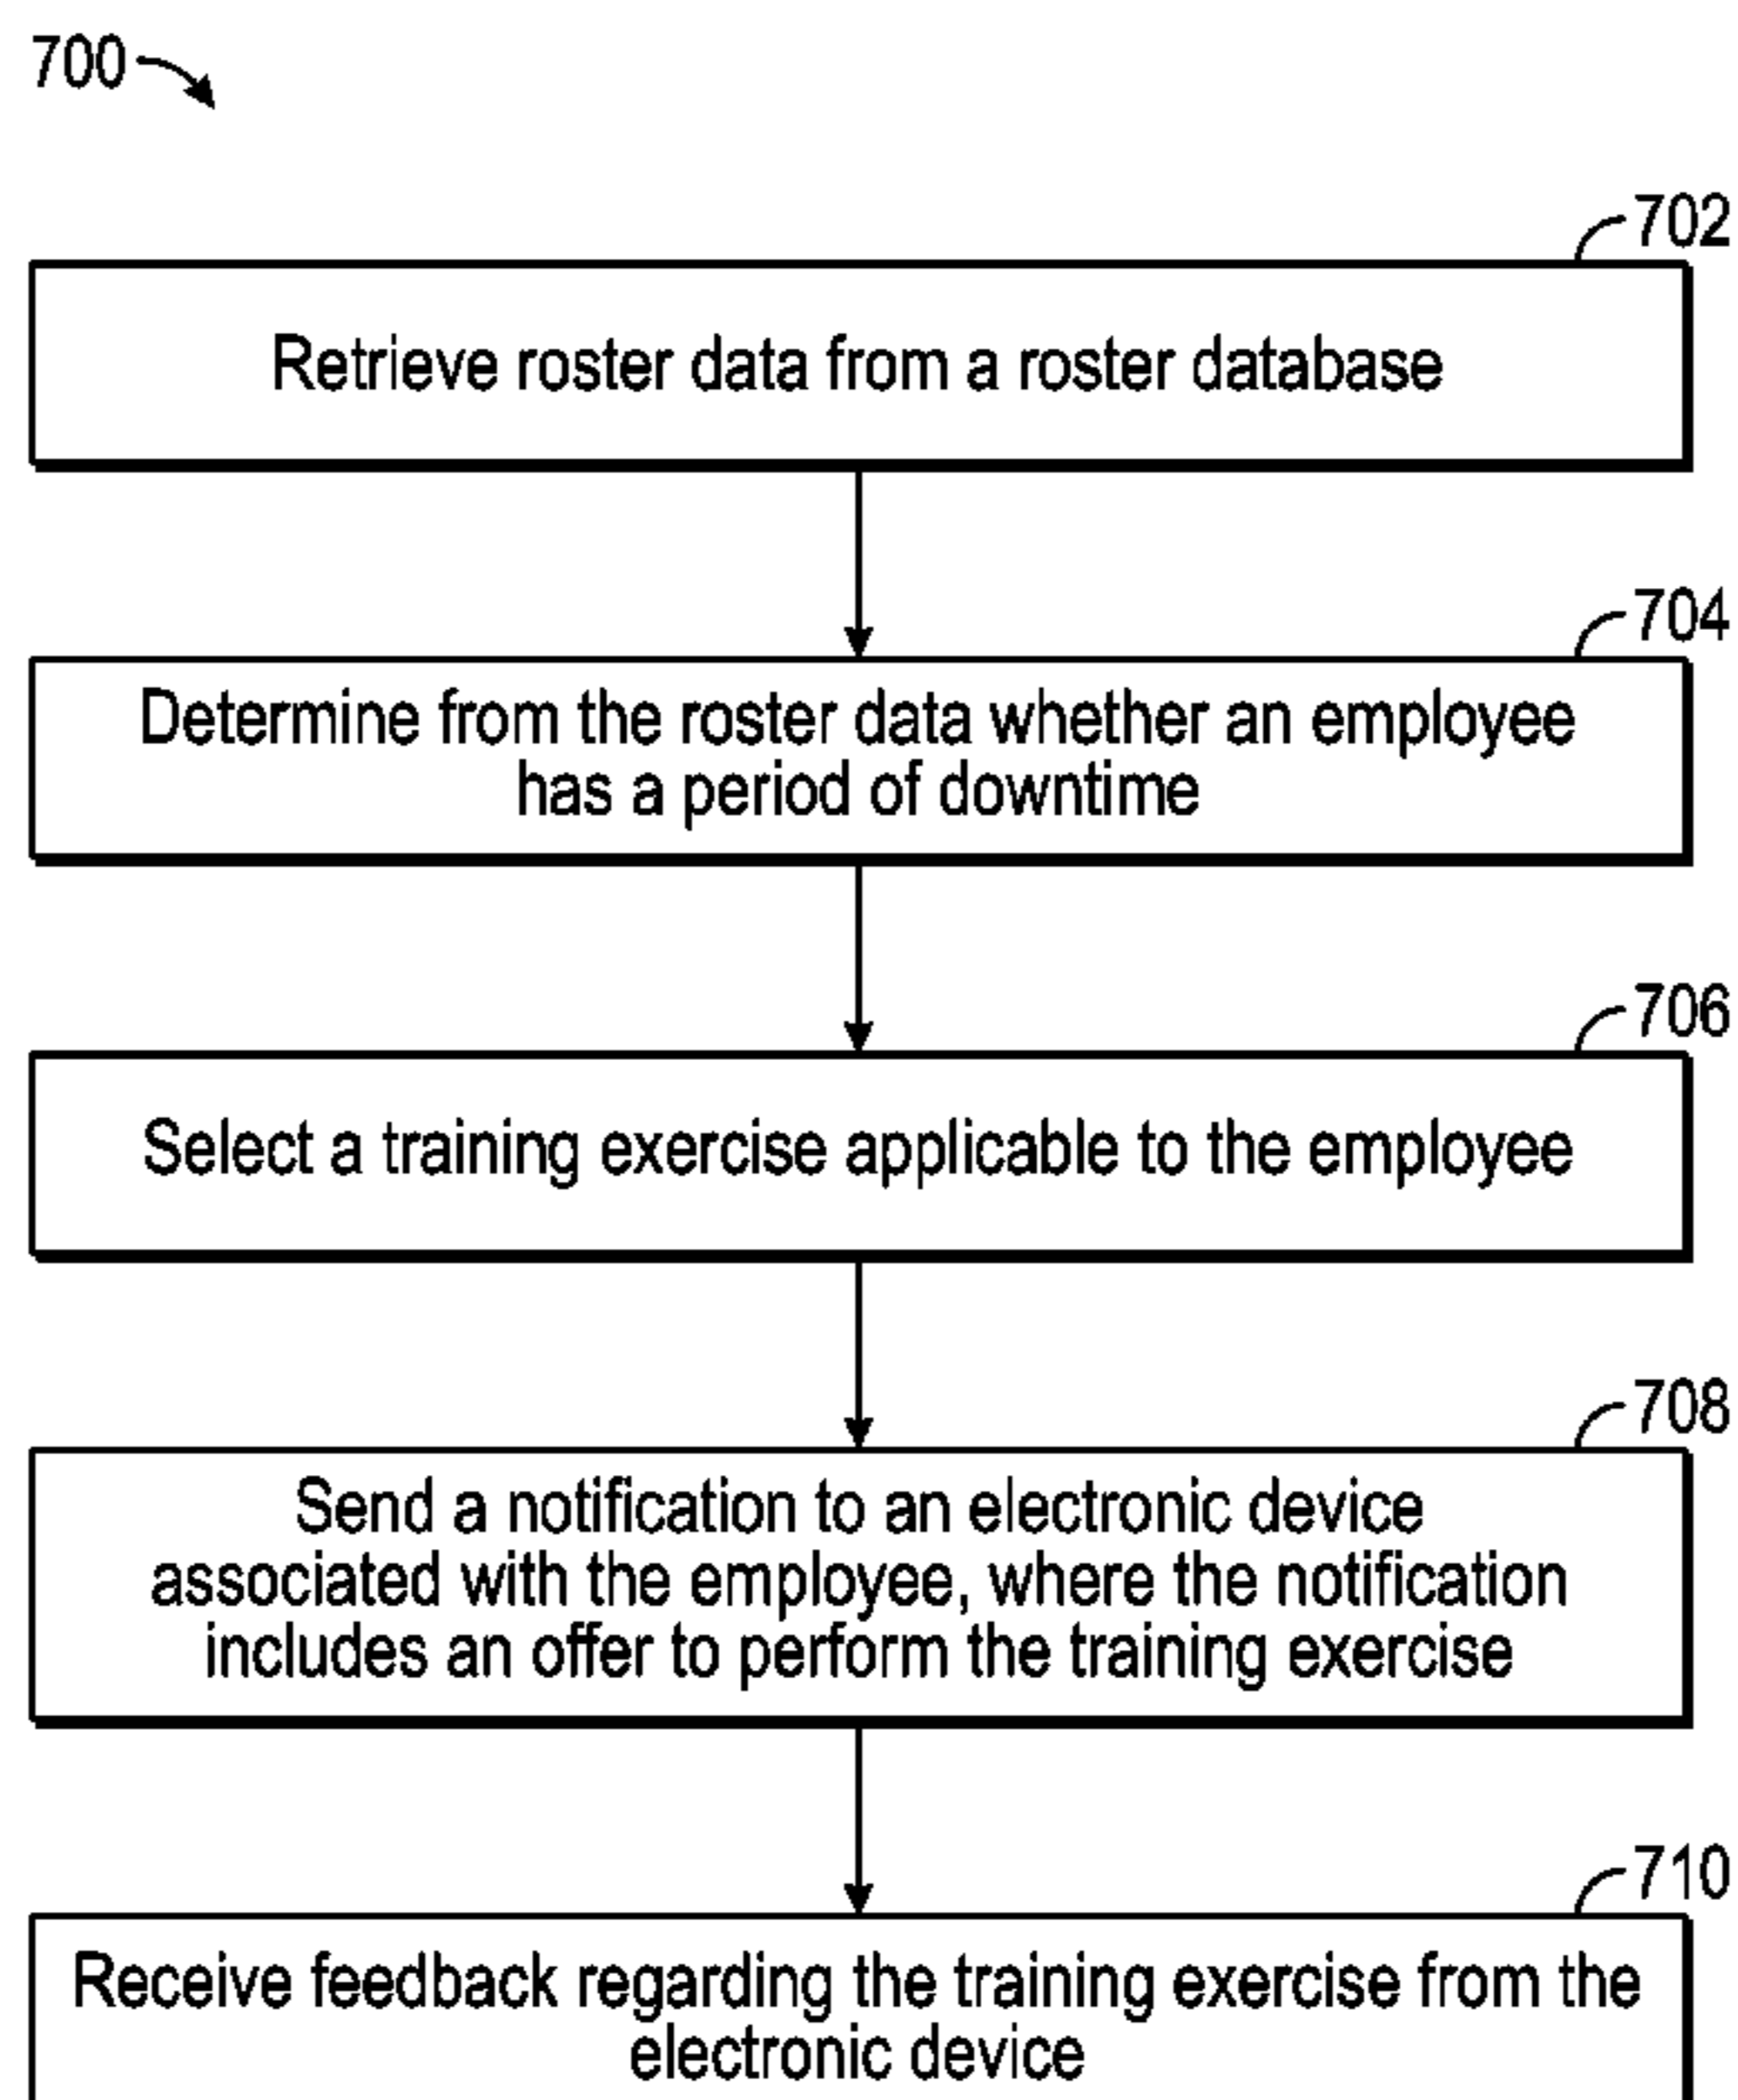 700
702
Retrieve roster data from a roster database
704
Determine from the roster data whether an employee
has a period of downtime
706
Select a training exercise applicable to the employee
708
Send a notification to an electronic device
associated with the employee, where the notification
includes an offer to perform the training exercise
710
Receive feedback regarding the training exercise from the
electronic device